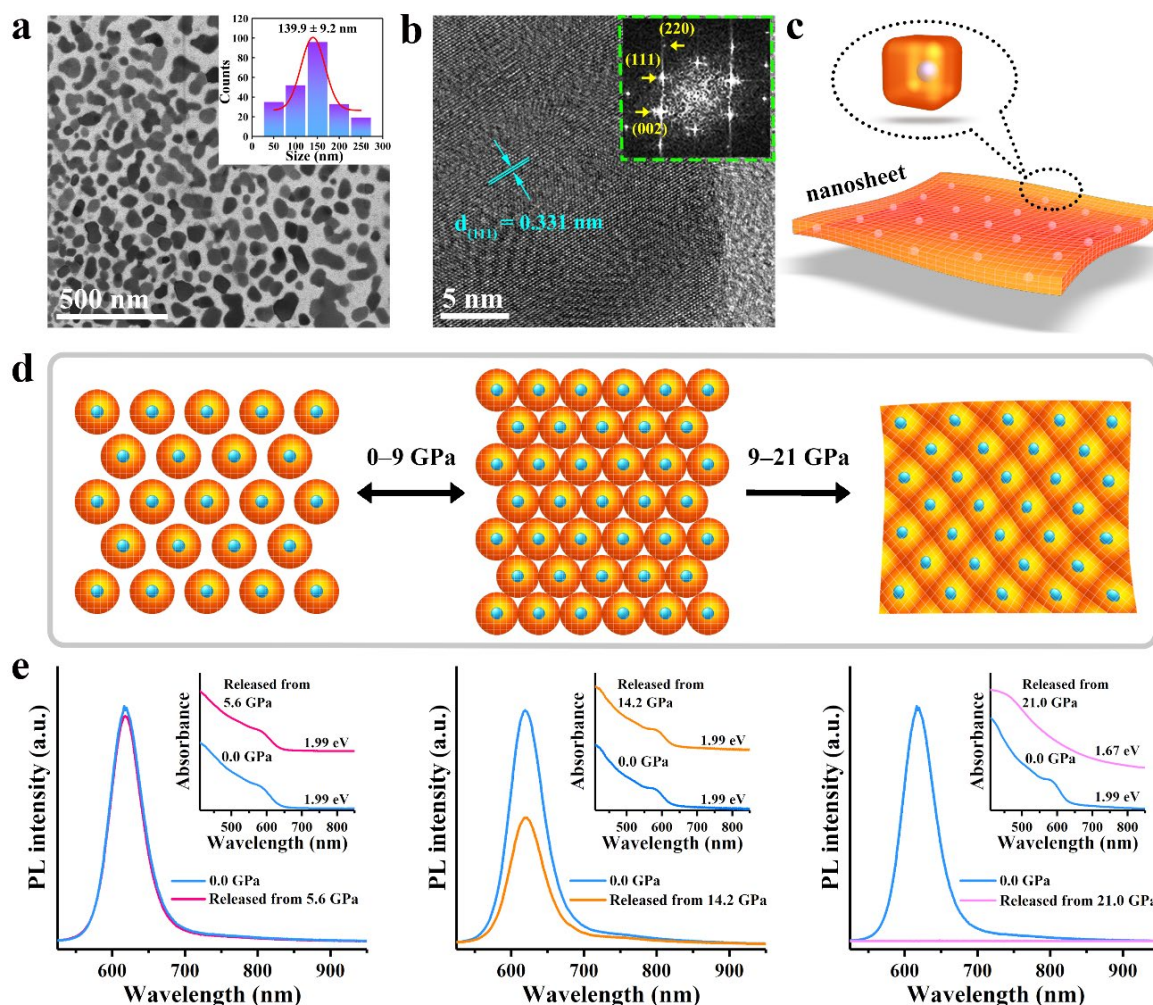 a
139.9 ± 9.2 nm
Counts
120
100
80
60
40
20
0
0 50 100 150 200 250 300
Size (nm)
500 nm
b
(220)
(111)
(002)
d(111) = 0.331 nm
5 nm
c
nanosheet
d
0–9 GPa
9–21 GPa
e
PL intensity (a.u.)
Absorbance
Released from
5.6 GPa
1.99 eV
0.0 GPa
1.99 eV
500 600 700 800
Wavelength (nm)
0.0 GPa
Released from 5.6 GPa
600 700 800 900
Wavelength (nm)
PL intensity (a.u.)
Absorbance
Released from
14.2 GPa
1.99 eV
0.0 GPa
1.99 eV
500 600 700 800
Wavelength (nm)
0.0 GPa
Released from 14.2 GPa
600 700 800 900
Wavelength (nm)
PL intensity (a.u.)
Absorbance
Released from
21.0 GPa
1.67 eV
0.0 GPa
1.99 eV
500 600 700 800
Wavelength (nm)
0.0 GPa
Released from 21.0 GPa
600 700 800 900
Wavelength (nm)